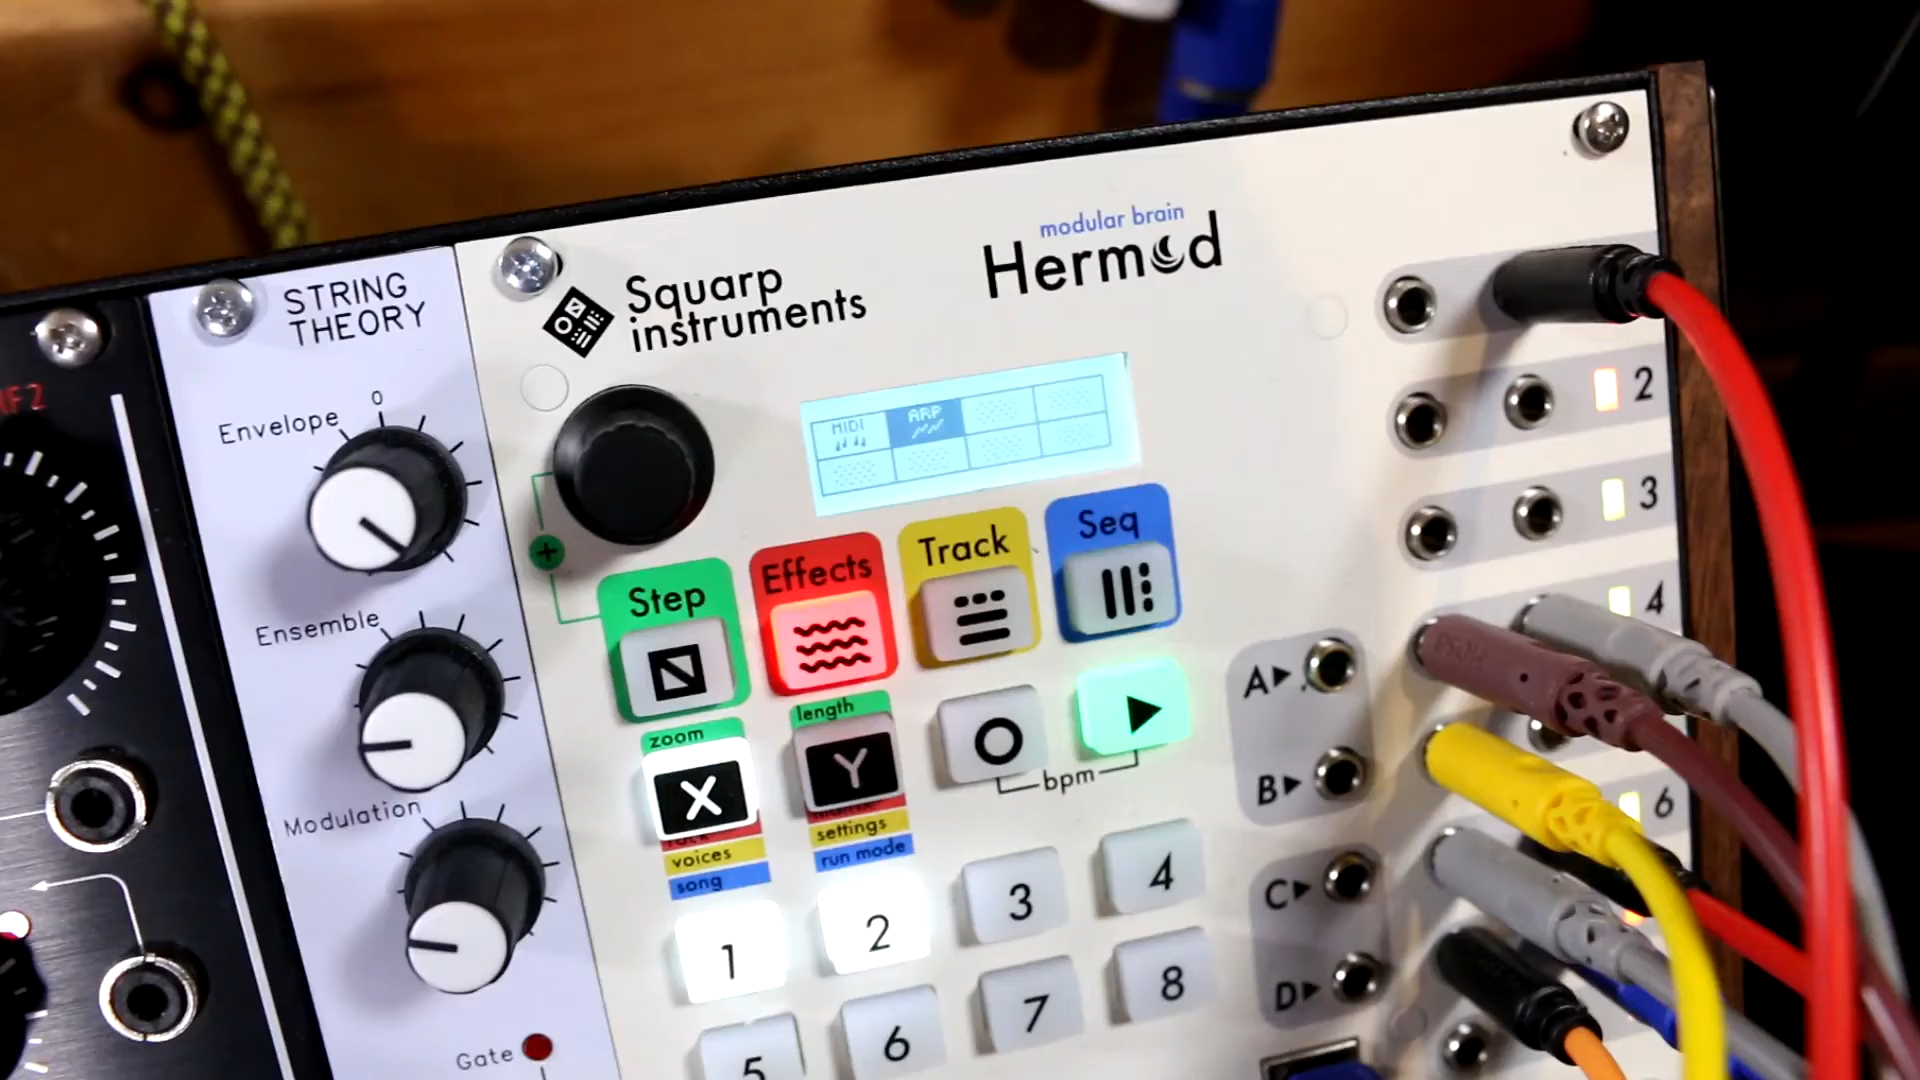 STRING
THEORY
Envelope
0
Ensemble
Modulation
Gate
Squarp
instruments
modular brain
Hermod
MIDI
ARP
Step
Effects
Track
Seq
zoom
length
X
Y
bpm
voices
settings
song
run mode
1
2
3
4
5
6
7
8
A
B
C
D
2
3
4
6